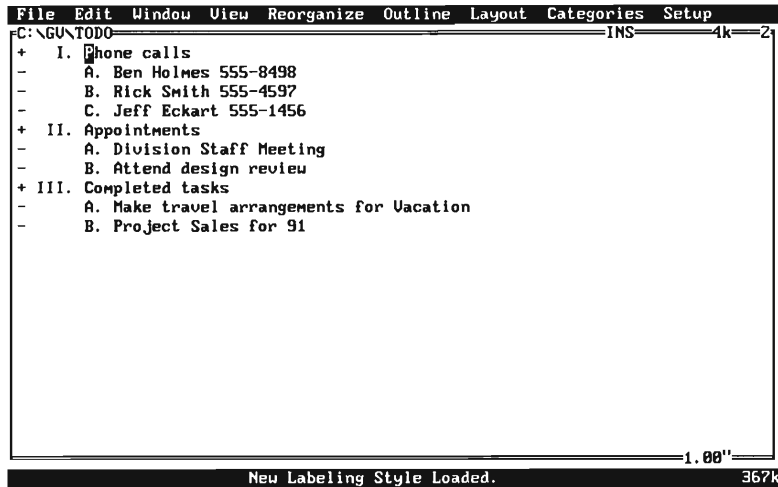 File Edit Window View Reorganize Outline Layout Categories Setup
C:\GV\TODO INS 4k 2
+ I. Phone calls
- A. Ben Holmes 555-8498
- B. Rick Smith 555-4597
- C. Jeff Eckart 555-1456
+ II. Appointments
- A. Division Staff Meeting
- B. Attend design review
+ III. Completed tasks
- A. Make travel arrangements for Vacation
- B. Project Sales for 91
1.00"
New Labeling Style Loaded. 367k